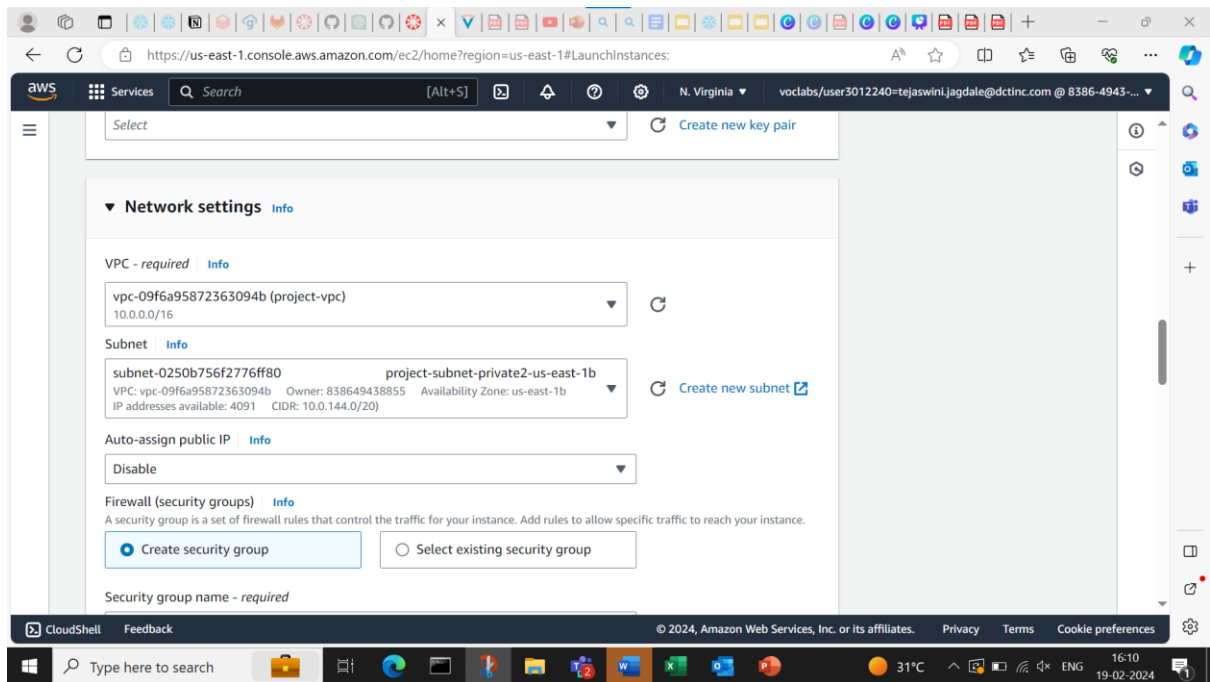 https://us-east-1.console.aws.amazon.com/ec2/home?region=us-east-1#LaunchInstances:
aws Services Search [Alt+S] N. Virginia voclabs/user3012240=tejaswini.jagdale@dctinc.com @ 8386-4943-...
Select Create new key pair
Network settings Info
VPC - required Info
vpc-09f6a95872363094b (project-vpc)
10.0.0.0/16
Subnet Info
subnet-0250b756f2776ff80 project-subnet-private2-us-east-1b
VPC: vpc-09f6a95872363094b Owner: 838649438855 Availability Zone: us-east-1b
IP addresses available: 4091 CIDR: 10.0.144.0/20)
Create new subnet
Auto-assign public IP Info
Disable
Firewall (security groups) Info
A security group is a set of firewall rules that control the traffic for your instance. Add rules to allow specific traffic to reach your instance.
Create security group Select existing security group
Security group name - required
CloudShell Feedback © 2024, Amazon Web Services, Inc. or its affiliates. Privacy Terms Cookie preferences
Type here to search 31°C ENG 16:10
19-02-2024